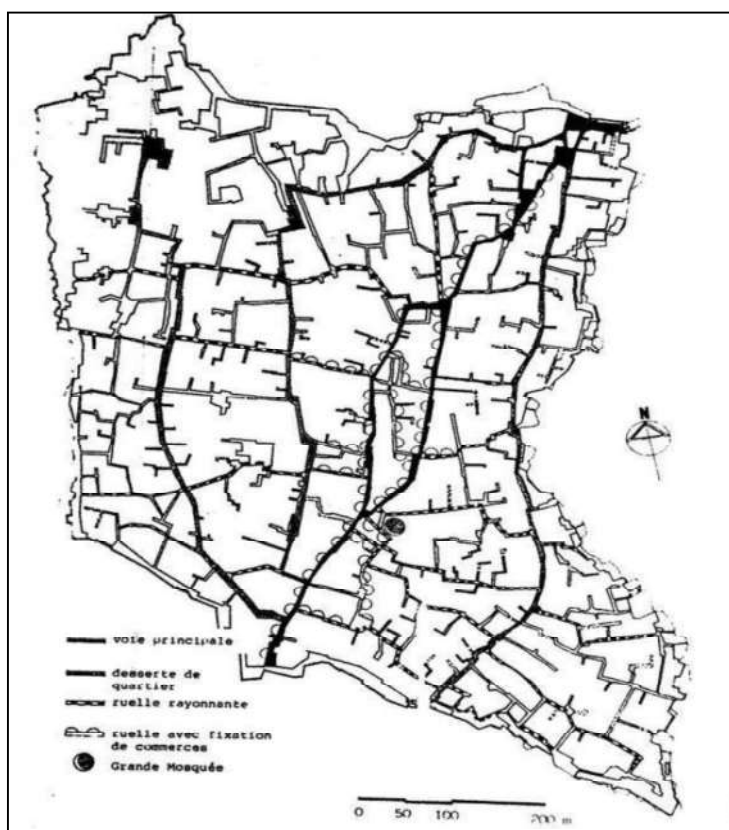 N
voie principale
desserte de
quartier
ruelle rayonnante
ruelle avec fixation
de commerces
Grande Mosquée
0 50 100 200 m